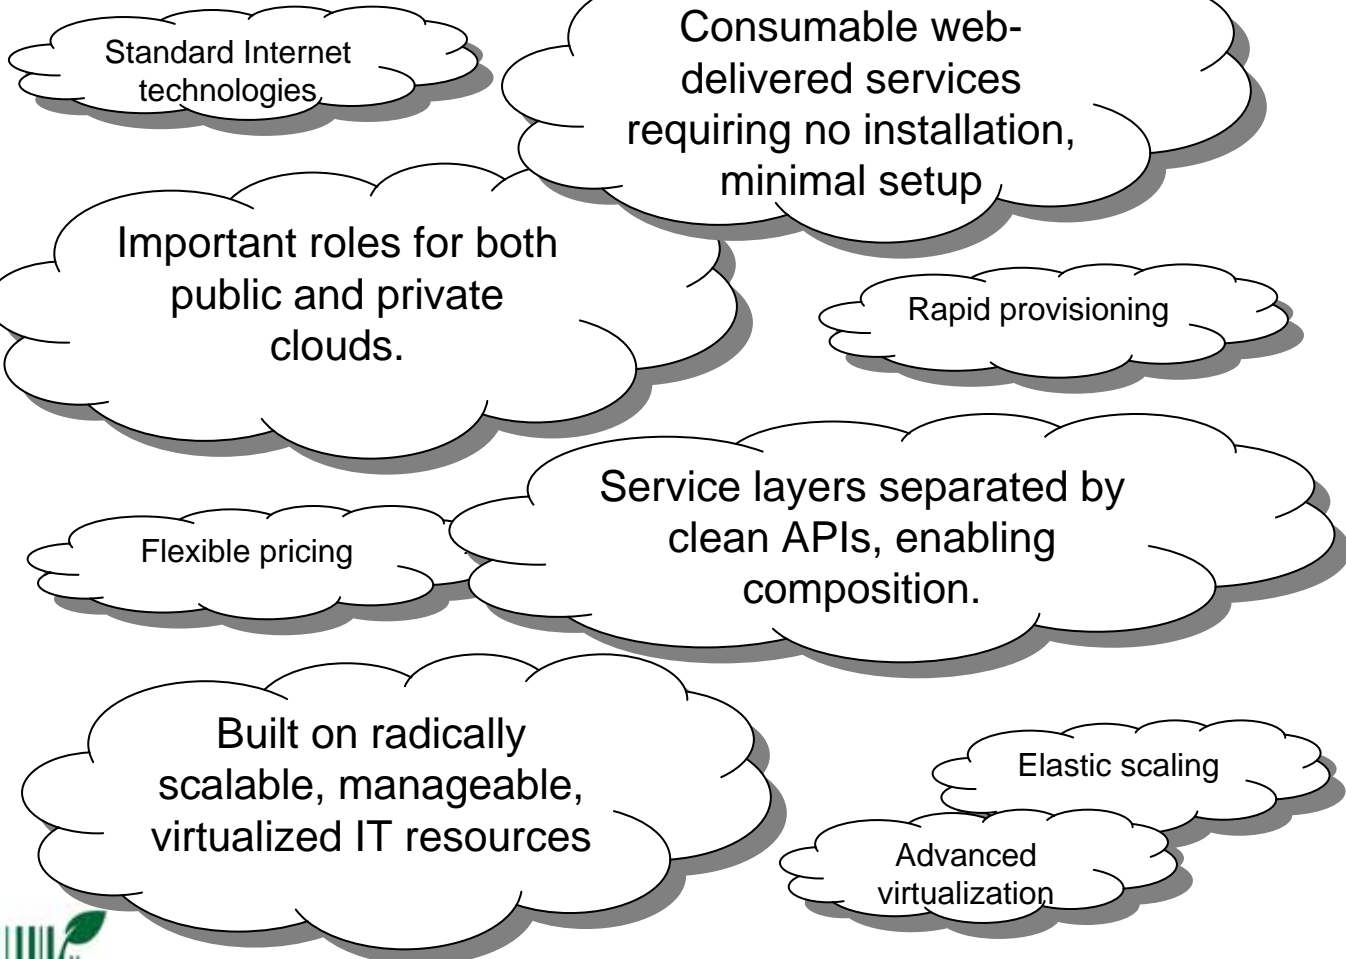 Standard Internet
technologies
Consumable web-
delivered services
requiring no installation,
minimal setup
Important roles for both
public and private
clouds.
Rapid provisioning
Service layers separated by
clean APIs, enabling
composition.
Flexible pricing
Built on radically
scalable, manageable,
virtualized IT resources
Elastic scaling
Advanced
virtualization